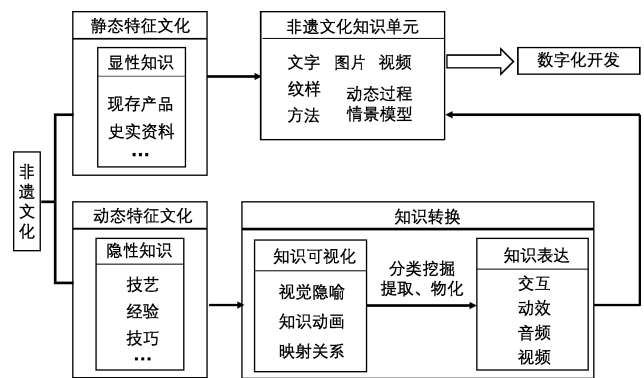 静态特征文化
显性知识
现存产品
史实资料
...
非遗文化知识单元
文字 图片 视频
纹样 动态过程
方法 情景模型
数字化开发
非遗文化
动态特征文化
隐性知识
技艺
经验
技巧
...
知识转换
知识可视化
视觉隐喻
知识动画
映射关系
分类挖掘
提取、物化
知识表达
交互
动效
音频
视频